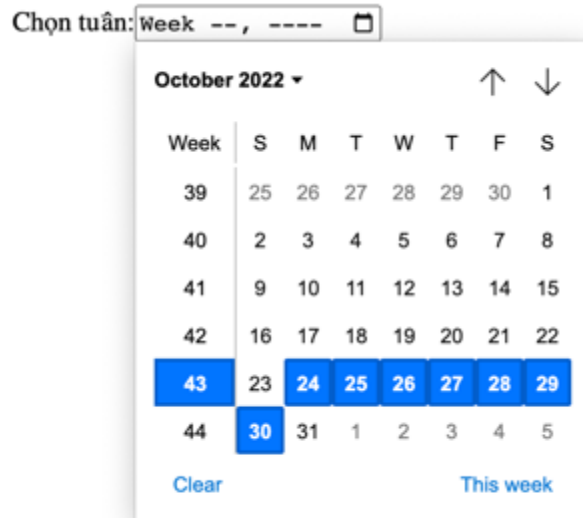 Chọn tuần: Week --, ----
October 2022
Week S M T W T F S
39 25 26 27 28 29 30 1
40 2 3 4 5 6 7 8
41 9 10 11 12 13 14 15
42 16 17 18 19 20 21 22
43 23 24 25 26 27 28 29
44 30 31 1 2 3 4 5
Clear This week